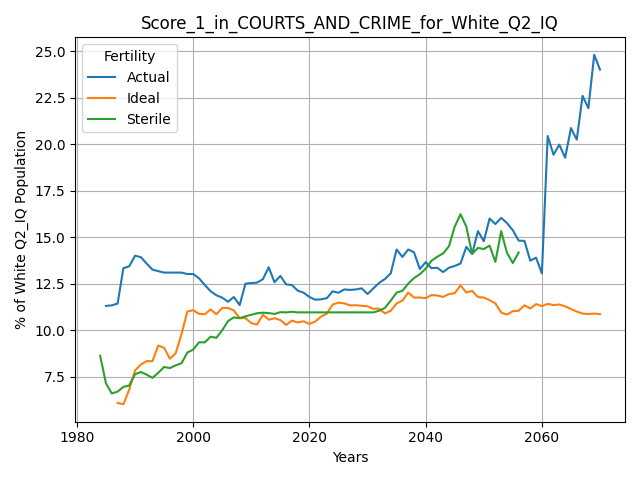 Score_1_in_COURTS_AND_CRIME_for_White_Q2_IQ
Fertility
Actual
Ideal
Sterile
% of White Q2_IQ Population
25.0
22.5
20.0
17.5
15.0
12.5
10.0
7.5
1980 2000 2020 2040 2060
Years